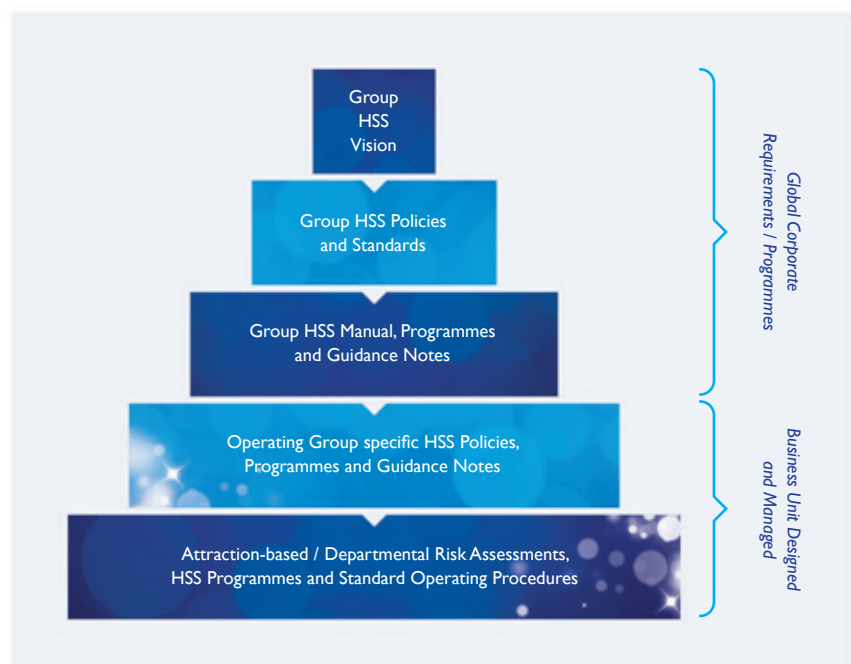 Group
HSS
Vision
Group HSS Policies
and Standards
Group HSS Manual, Programmes
and Guidance Notes
Operating Group specific HSS Policies,
Programmes and Guidance Notes
Attraction-based / Departmental Risk Assessments,
HSS Programmes and Standard Operating Procedures
Global Corporate
Requirements / Programmes
Business Unit Designed
and Managed